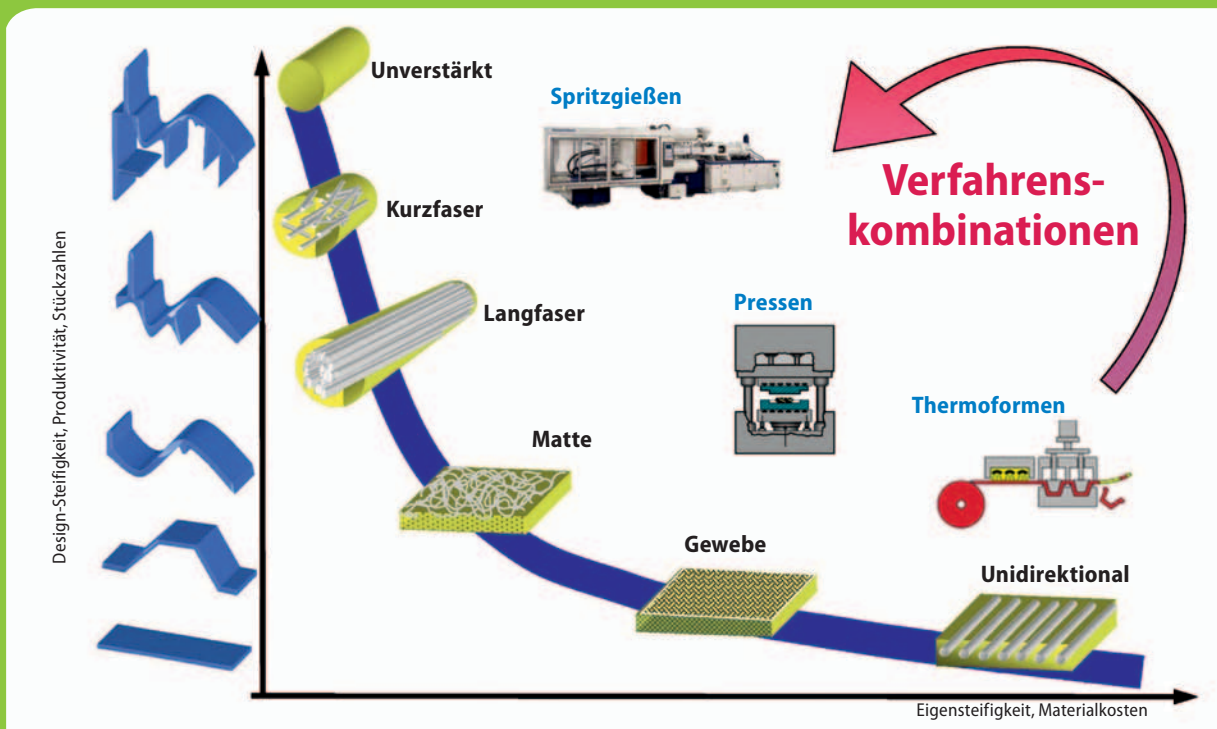 Unverstärkt
Spritzgießen
Verfahrens-
kombinationen
Kurzfaser
Langfaser
Pressen
Thermoformen
Matte
Gewebe
Unidirektional
Design-Steifigkeit, Produktivität, Stückzahlen
Eigensteifigkeit, Materialkosten